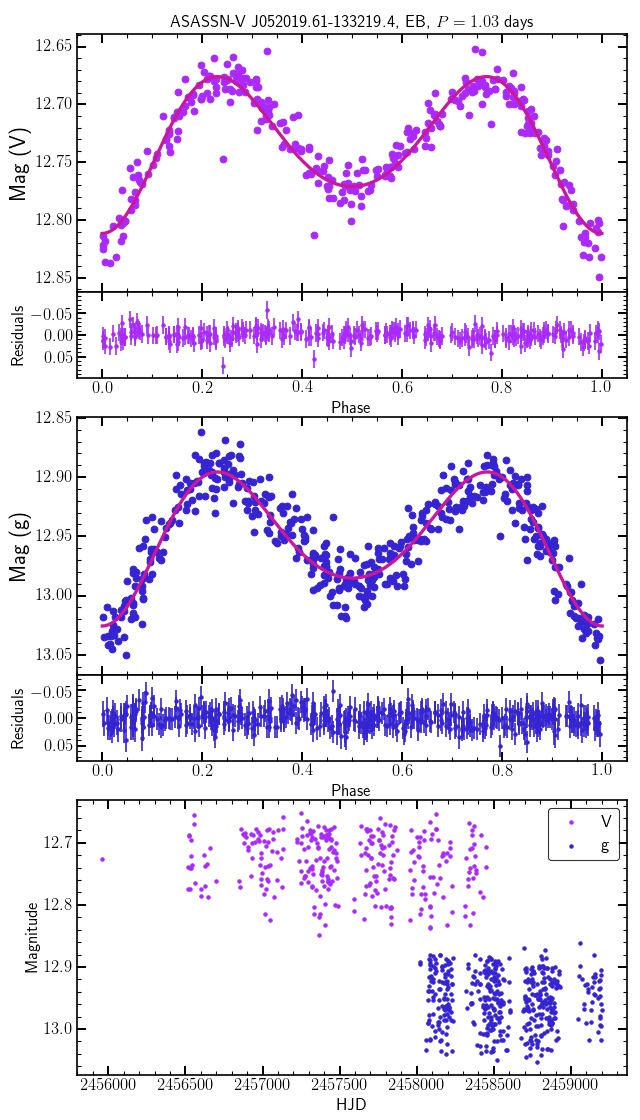 ASASSN-V J052019.61-133219.4, EB, P = 1.03 days
12.65
12.70
12.75
12.80
12.85
Mag (V)
−0.05
0.00
0.05
Residuals
0.0 0.2 0.4 0.6 0.8 1.0
Phase
12.85
12.90
12.95
13.00
13.05
Mag (g)
−0.05
0.00
0.05
Residuals
0.0 0.2 0.4 0.6 0.8 1.0
Phase
V
g
12.7
12.8
12.9
13.0
Magnitude
2456000 2456500 2457000 2457500 2458000 2458500 2459000
HJD